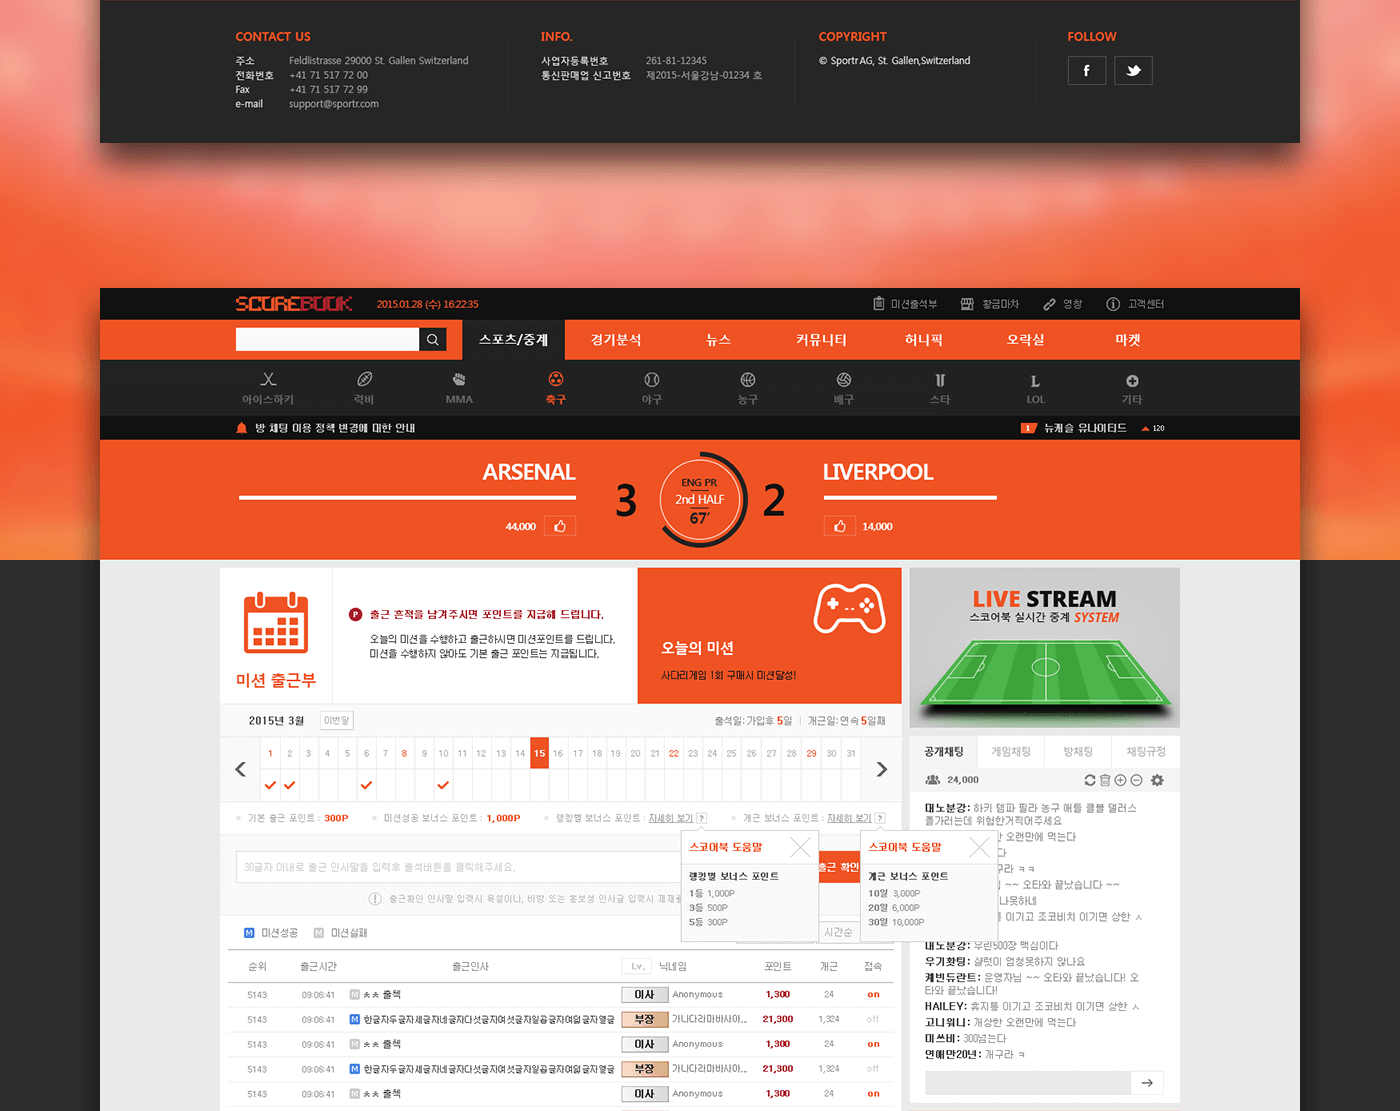 CONTACT US
주소 Feldlistrasse 29000 St. Gallen Switzerland
전화번호 +41 71 517 72 00
Fax +41 71 517 72 99
e-mail support@sportr.com
INFO.
사업자등록번호 261-81-12345
통신판매업 신고번호 제2015-서울강남-01234 호
COPYRIGHT
© Sportr AG, St. Gallen,Switzerland
FOLLOW
SCOREBOOK 2015.01.28 (수) 16:22:35
미션출석부 황금마차 영창 고객센터
스포츠/중계 경기분석 뉴스 커뮤니티 허니픽 오락실 마켓
아이스하키 럭비 MMA 축구 야구 농구 배구 스타 LOL 기타
방 채팅 이용 정책 변경에 대한 안내
1 뉴캐슬 유나이티드 120
ARSENAL
44,000
3
ENG PR
2nd HALF
67'
2
LIVERPOOL
14,000
미션 출근부
P 출근 흔적을 남겨주시면 포인트를 지급해 드립니다.
오늘의 미션을 수행하고 출근하시면 미션포인트를 드립니다.
미션을 수행하지 않아도 기본 출근 포인트는 지급됩니다.
오늘의 미션
사다리게임 1회 구매시 미션달성!
LIVE STREAM
스코어북 실시간 중계 SYSTEM
2015년 3월 이번달
출석일:가입후 5일 | 개근일:연속 5일째
1 2 3 4 5 6 7 8 9 10 11 12 13 14 15 16 17 18 19 20 21 22 23 24 25 26 27 28 29 30 31
기본 출근 포인트 : 300P
미션성공 보너스 포인트 : 1,000P
랭킹별 보너스 포인트 : 자세히 보기 ?
개근 보너스 포인트 : 자세히 보기 ?
스코어북 도움말
랭킹별 보너스 포인트
1등 1,000P
3등 500P
5등 300P
스코어북 도움말
개근 보너스 포인트
10일 3,000P
20일 6,000P
30일 10,000P
30글자 이내로 출근 인사말을 입력후 출석버튼을 클릭해주세요.
출근 확인
출근확인 인사말 입력시 욕설이나, 비방 또는 홍보성 인사글 입력시 제재
M 미션성공 M 미션실패
시간순
순위 출근시간 출근인사 Lv. 닉네임 포인트 개근 접속
5143 09:06:41 M ㅊㅊ 출첵 이사 Anonymous 1,300 24 on
5143 09:06:41 M 한글자두글자세글자네글자다섯글자여섯글자일곱글자여덟글자열글 부장 가나다라마바사아... 21,300 1,324 off
5143 09:06:41 M ㅊㅊ 출첵 이사 Anonymous 1,300 24 on
5143 09:06:41 M 한글자두글자세글자네글자다섯글자여섯글자일곱글자여덟글자열글 부장 가나다라마바사아... 21,300 1,324 off
5143 09:06:41 M ㅊㅊ 출첵 이사 Anonymous 1,300 24 on
공개채팅 게임채팅 방채팅 채팅규정
24,000
대노분강: 하키 템파 필라 농구 애틀 클블 댈러스
폴가러는데 위험한거찍어주세요
한 오랜만에 먹는다
다
구라 ㅋㅋ
님 ~~ 오타와 끝났습니다 ~~
나못하네
통 이기고 조코비치 이기면 상한 ㅅ
대노분강: 우린500장 핵심이다
우기황팅: 샬럿이 엄청못하지 않나요
꿰빈듀란트: 운영자님 ~~ 오타와 끝났습니다! 오
타와 끝났습니다!
HAILEY: 휴지통 이기고 조코비치 이기면 상한 ㅅ
고니워니: 개상한 오랜만에 먹는다
미쓰비: 300넘는다
연애만20년: 개구라 ㅋ